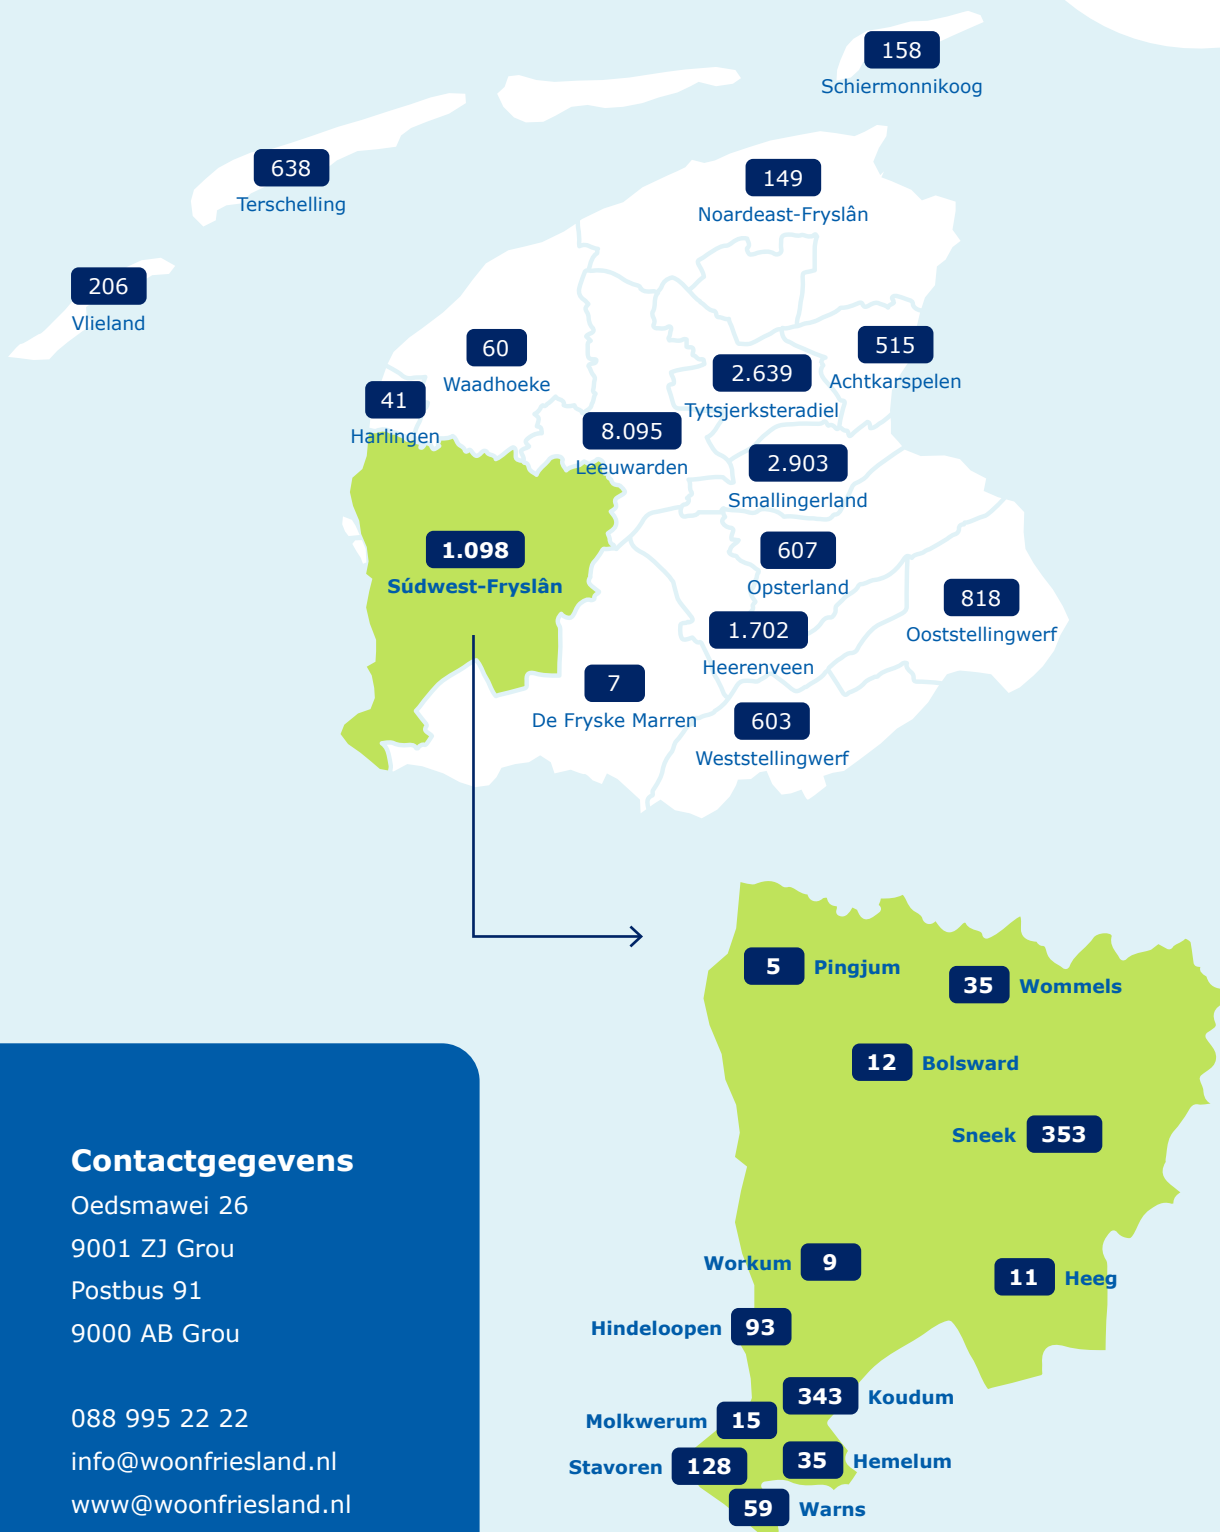 158
Schiermonnikoog
638
Terschelling
149
Noardeast-Fryslân
206
Vlieland
60
Waadhoeke
515
Achtkarspelen
2.639
Tytsjerksteradiel
41
Harlingen
8.095
Leeuwarden
2.903
Smallingerland
1.098
Súdwest-Fryslân
607
Opsterland
818
Ooststellingwerf
1.702
Heerenveen
7
De Fryske Marren
603
Weststellingwerf
5 Pingjum
35 Wommels
12 Bolsward
Sneek 353
Workum 9
11 Heeg
Hindeloopen 93
343 Koudum
Molkwerum 15
35 Hemelum
Stavoren 128
59 Warns
Contactgegevens
Oedsmawei 26
9001 ZJ Grou
Postbus 91
9000 AB Grou
088 995 22 22
info@woonfriesland.nl
www@woonfriesland.nl